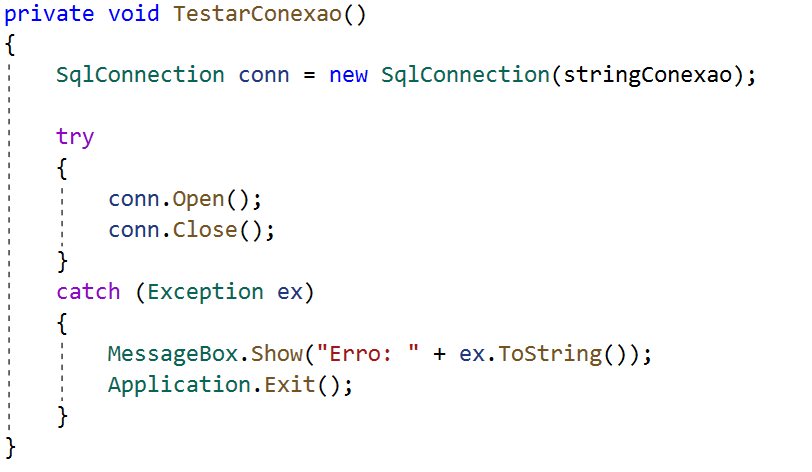 private void TestarConexao()
{
SqlConnection conn = new SqlConnection(stringConexao);
try
{
conn.Open();
conn.Close();
}
catch (Exception ex)
{
MessageBox.Show("Erro: " + ex.ToString());
Application.Exit();
}
}